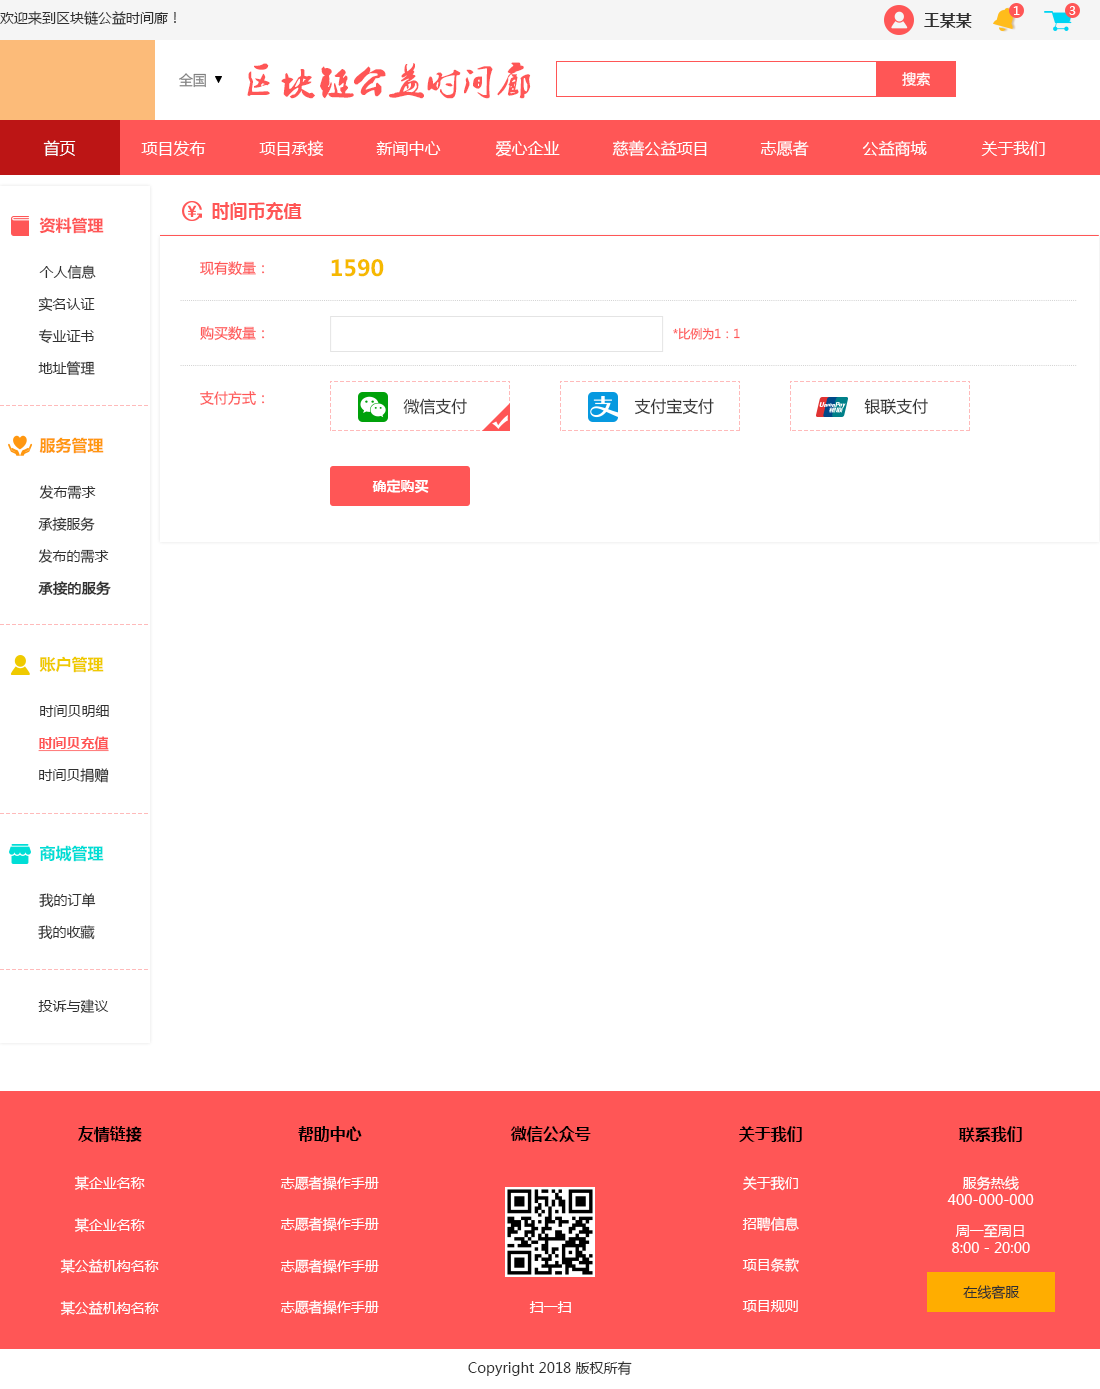 欢迎来到区块链公益时间廊！
王某某
1
3
全国 ▼
区块链公益时间廊
搜索
首页 项目发布 项目承接 新闻中心 爱心企业 慈善公益项目 志愿者 公益商城 关于我们
资料管理
个人信息
实名认证
专业证书
地址管理
服务管理
发布需求
承接服务
发布的需求
承接的服务
账户管理
时间贝明细
时间贝充值
时间贝捐赠
商城管理
我的订单
我的收藏
投诉与建议
时间币充值
现有数量： 1590
购买数量： *比例为1：1
支付方式： 微信支付 支付宝支付 UnionPay 银联 银联支付
确定购买
友情链接
某企业名称
某企业名称
某公益机构名称
某公益机构名称
帮助中心
志愿者操作手册
志愿者操作手册
志愿者操作手册
志愿者操作手册
微信公众号
扫一扫
关于我们
关于我们
招聘信息
项目条款
项目规则
联系我们
服务热线
400-000-000
周一至周日
8:00 - 20:00
在线客服
Copyright 2018 版权所有